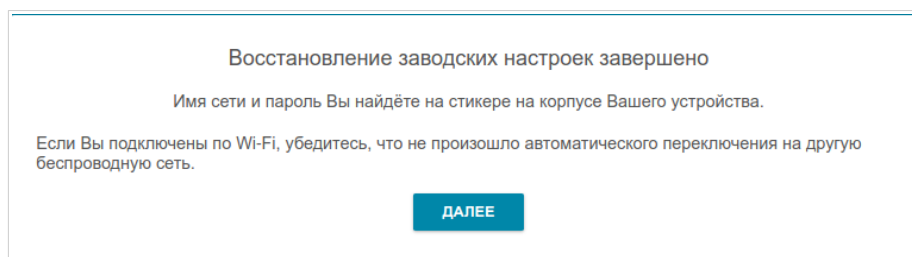 Восстановление заводских настроек завершено
Имя сети и пароль Вы найдёте на стикере на корпусе Вашего устройства.
Если Вы подключены по Wi-Fi, убедитесь, что не произошло автоматического переключения на другую
беспроводную сеть.
ДАЛЕЕ